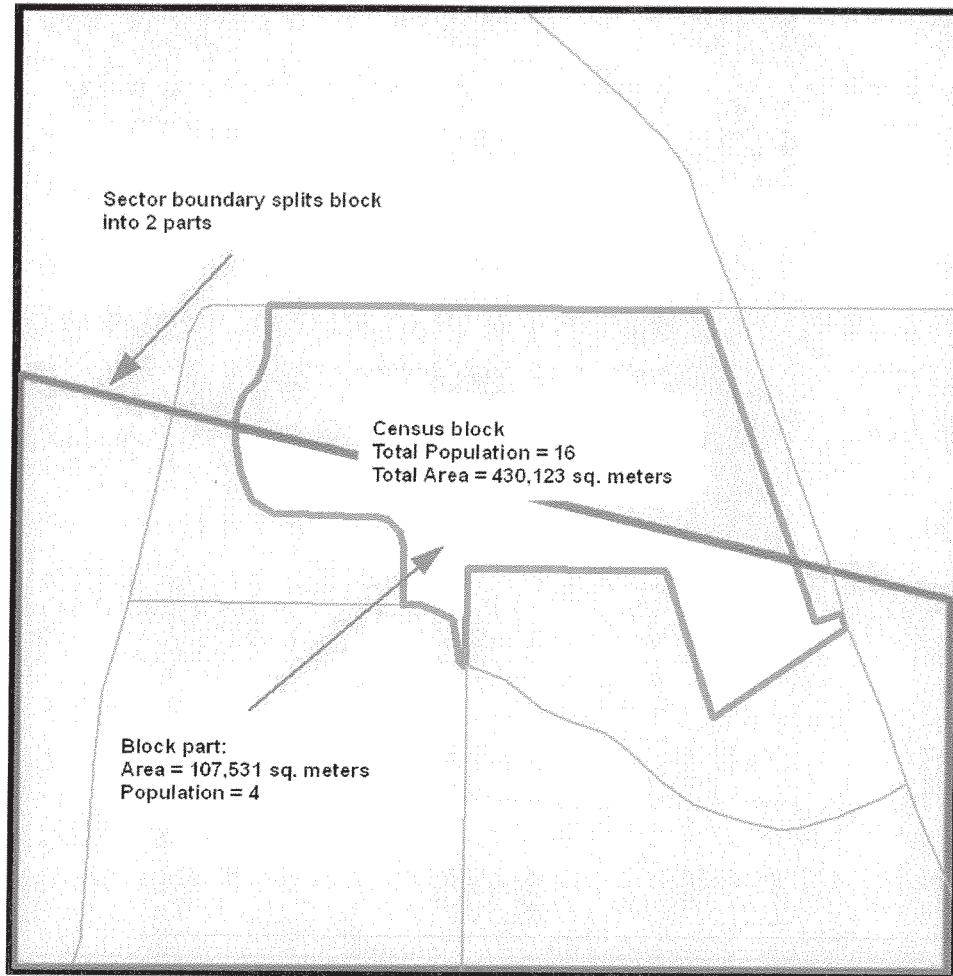 Sector boundary splits block
into 2 parts
Census block
Total Population = 16
Total Area = 430,123 sq. meters
Block part:
Area = 107,531 sq. meters
Population = 4